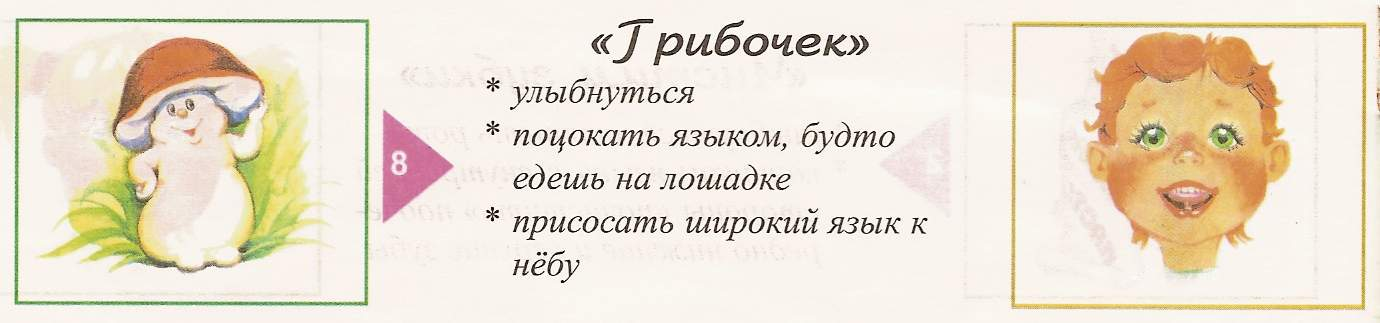 «Грибочек»
* улыбнуться
* поцокать языком, будто
едешь на лошадке
* присосать широкий язык к
нёбу
8